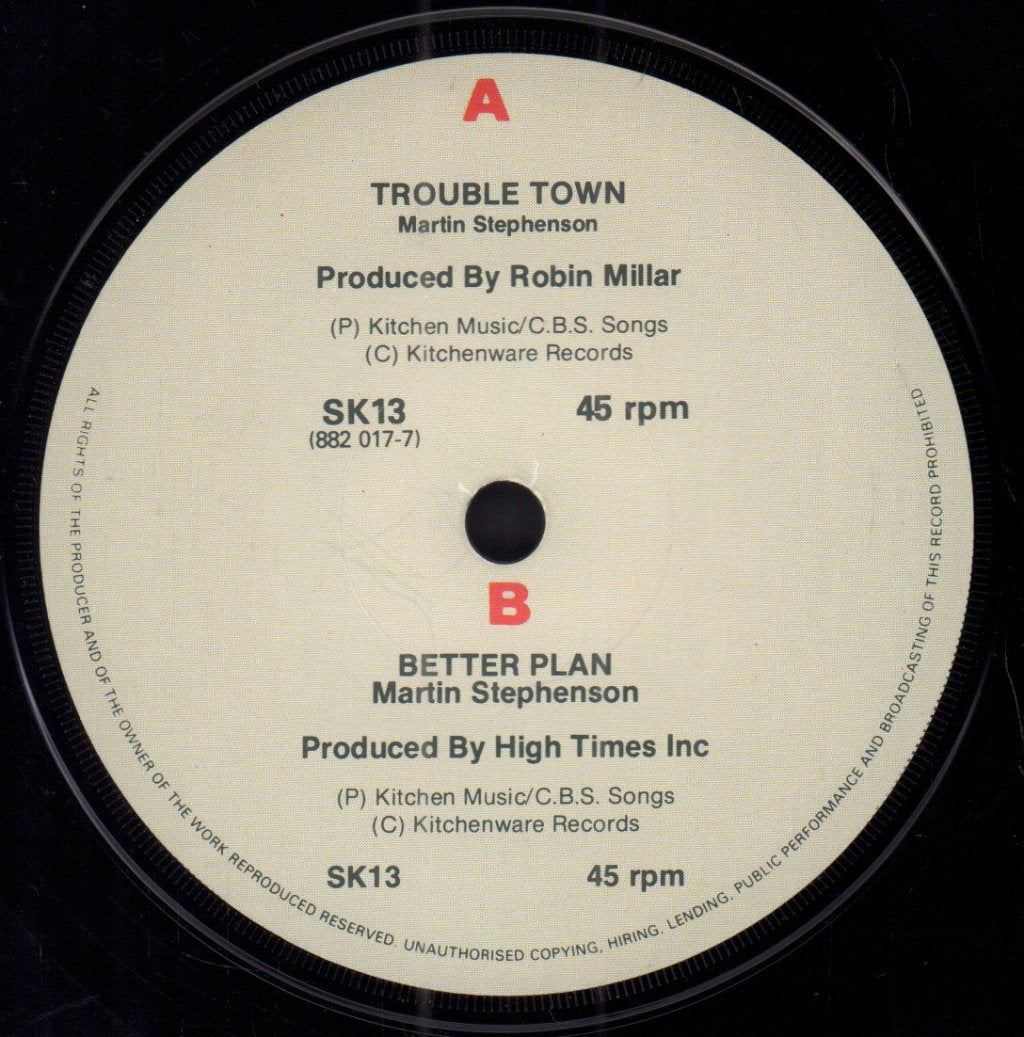 A
TROUBLE TOWN
Martin Stephenson
Produced By Robin Millar
(P) Kitchen Music/C.B.S. Songs
(C) Kitchenware Records
SK13 45 rpm
(882 017-7)
B
BETTER PLAN
Martin Stephenson
Produced By High Times Inc
(P) Kitchen Music/C.B.S. Songs
(C) Kitchenware Records
SK13 45 rpm
ALL RIGHTS OF THE PRODUCER AND OF THE OWNER OF THE WORK REPRODUCED RESERVED. UNAUTHORISED COPYING, HIRING, LENDING, PUBLIC PERFORMANCE AND BROADCASTING OF THIS RECORD PROHIBITED